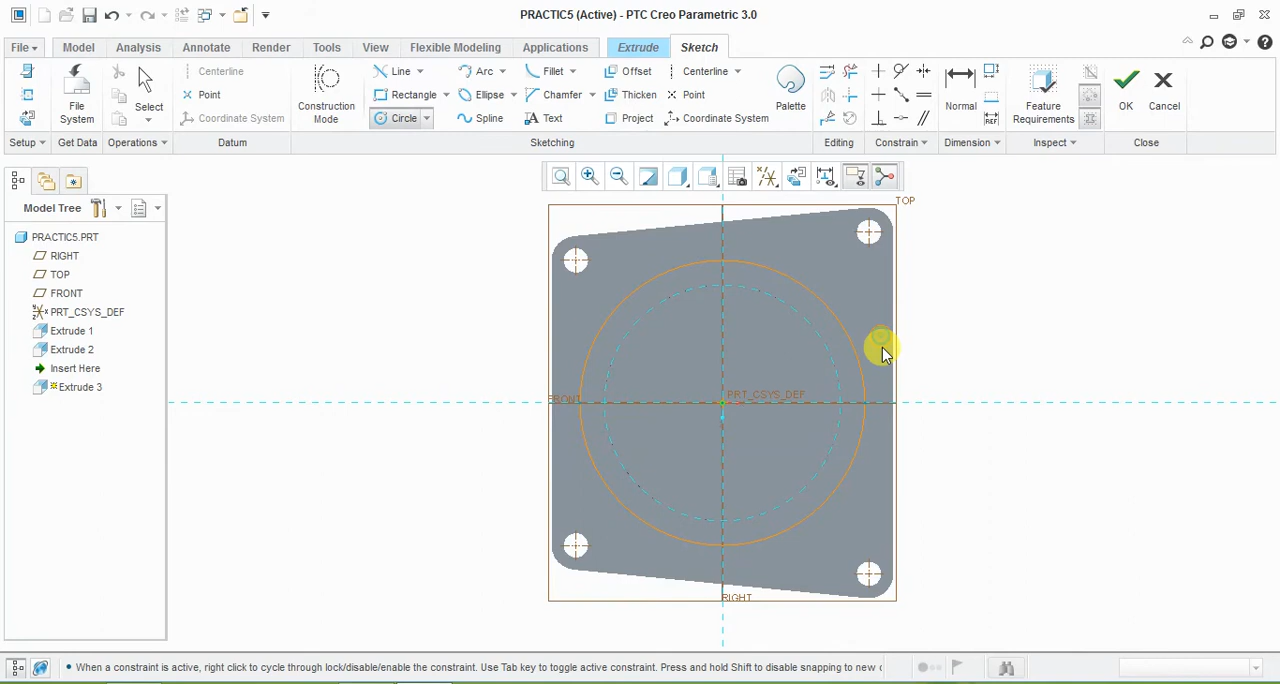 PRACTIC5 (Active) - PTC Creo Parametric 3.0
File Model Analysis Annotate Render Tools View Flexible Modeling Applications Extrude Sketch
File System
Select
Centerline
Point
Coordinate System
Construction Mode
Line Arc Fillet Offset Centerline
Rectangle Ellipse Chamfer Thicken Point
Circle Spline Text Project Coordinate System
Palette
Normal
REF
Feature Requirements
OK
Cancel
Setup Get Data Operations Datum Sketching Editing Constrain Dimension Inspect Close
Model Tree
PRACTIC5.PRT
RIGHT
TOP
FRONT
PRT_CSYS_DEF
Extrude 1
Extrude 2
Insert Here
Extrude 3
TOP
PRT_CSYS_DEF
FRONT
RIGHT
• When a constraint is active, right click to cycle through lock/disable/enable the constraint. Use Tab key to toggle active constraint. Press and hold Shift to disable snapping to new c